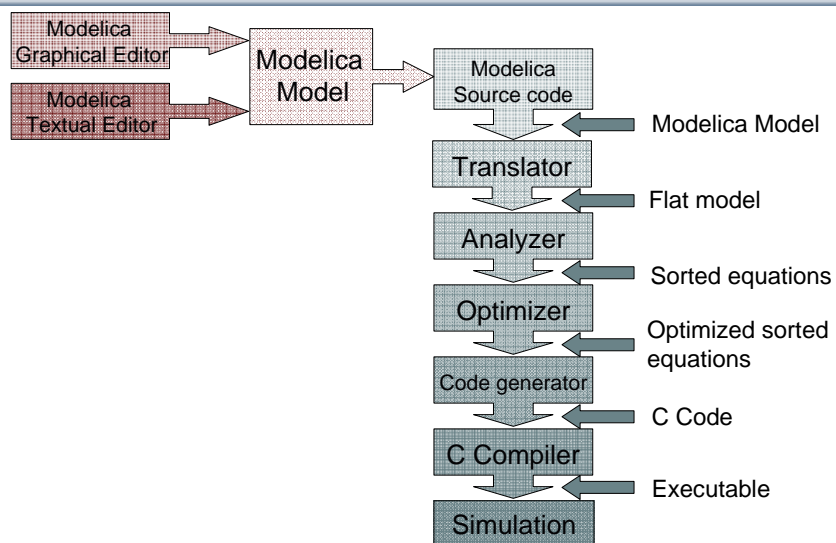 Modelica
Graphical Editor
Modelica
Textual Editor
Modelica
Model
Modelica
Source code
Modelica Model
Translator
Flat model
Analyzer
Sorted equations
Optimizer
Optimized sorted
equations
Code generator
C Code
C Compiler
Executable
Simulation